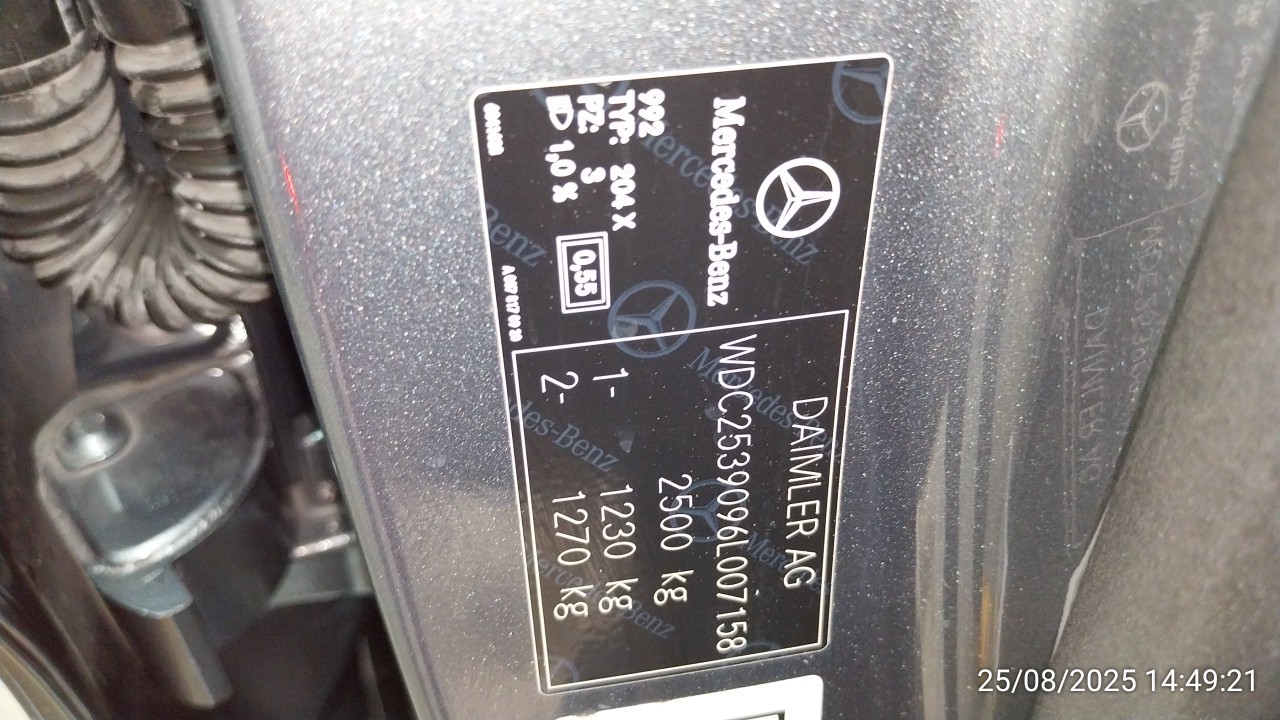 Mercedes-Benz
992
TYP: 204 X
PZ: 3
1,0 X
0,55
DAIMLER AG
WDC2539096L007158
2500 kg
1- 1230 kg
2- 1270 kg
25/08/2025 14:49:21